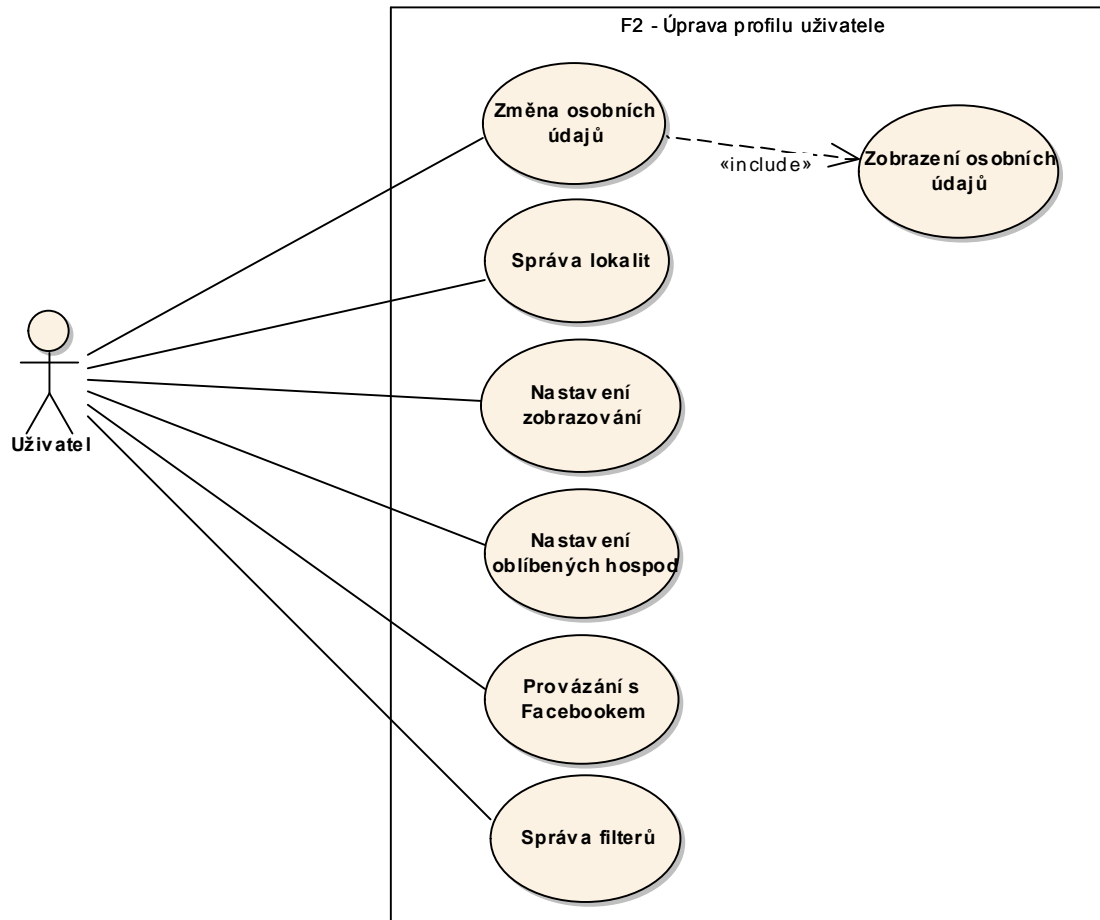 F2 - Úprava profilu uživatele
Změna osobních
údajů
«include»
Zobrazení osobních
údajů
Správa lokalit
Nastavení
zobrazování
Uživatel
Nastavení
oblíbených hospod
Provázání s
Facebookem
Správa filterů